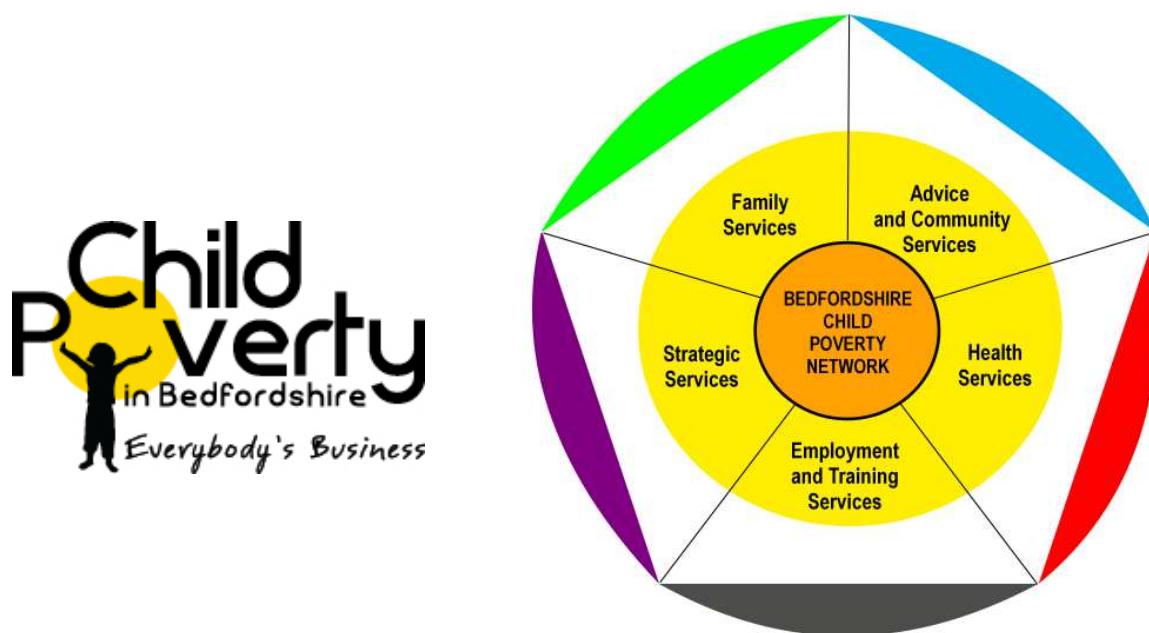 Child
Poverty
in Bedfordshire
Everybody's Business
Family
Services
Advice
and Community
Services
BEDFORDSHIRE
CHILD
POVERTY
NETWORK
Strategic
Services
Health
Services
Employment
and Training
Services